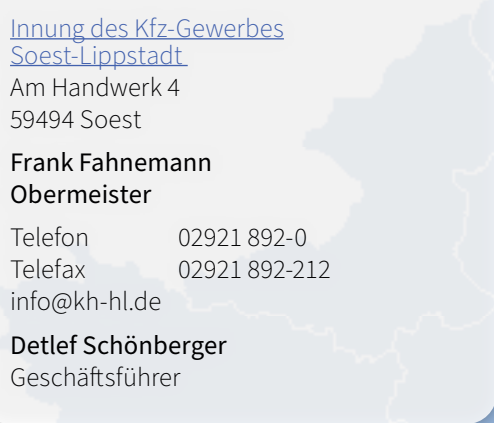 Innung des Kfz-Gewerbes
Soest-Lippstadt
Am Handwerk 4
59494 Soest
Frank Fahnemann
Obermeister
Telefon 02921 892-0
Telefax 02921 892-212
info@kh-hl.de
Detlef Schönberger
Geschäftsführer